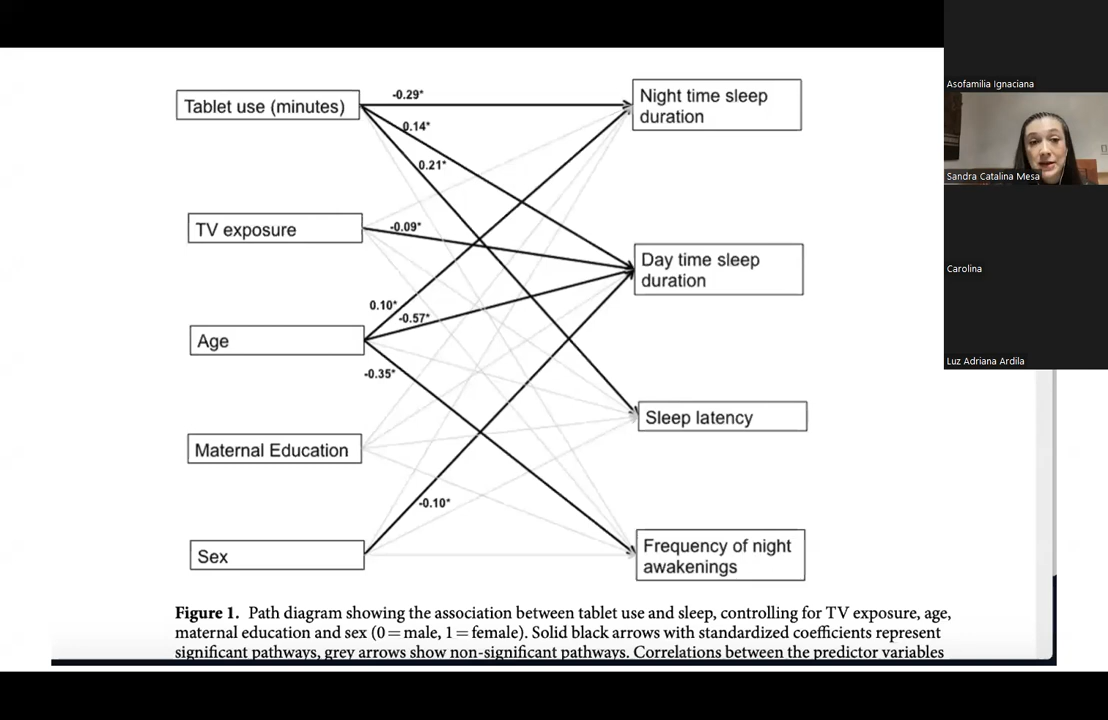 Tablet use (minutes)
-0.29*
0.14*
0.21*
Night time sleep
duration
TV exposure
-0.09*
Day time sleep
duration
0.10*
-0.57*
Age
-0.35*
Sleep latency
Maternal Education
-0.10*
Sex
Frequency of night
awakenings
Figure 1. Path diagram showing the association between tablet use and sleep, controlling for TV exposure, age,
maternal education and sex (0 = male, 1 = female). Solid black arrows with standardized coefficients represent
significant pathways, grey arrows show non-significant pathways. Correlations between the predictor variables
Asofamilia Ignaciana
Sandra Catalina Mesa
Carolina
Luz Adriana Ardila